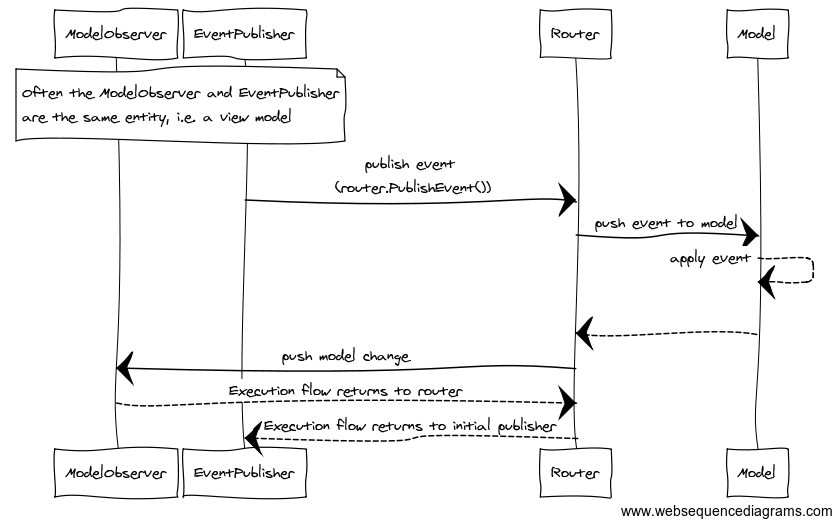 ModelObserver
EventPublisher
Router
Model
Often the ModelObserver and EventPublisher
are the same entity, i.e. a view model
publish event
(router.PublishEvent())
push event to model
apply event
push model change
Execution flow returns to router
Execution flow returns to initial publisher
ModelObserver
EventPublisher
Router
Model
www.websequencediagrams.com